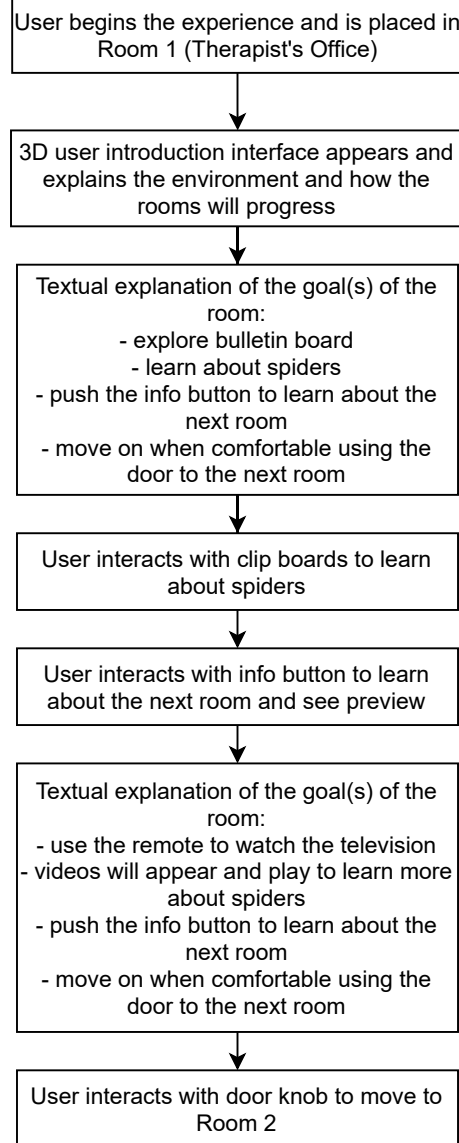 User begins the experience and is placed in
Room 1 (Therapist's Office)
3D user introduction interface appears and
explains the environment and how the
rooms will progress
Textual explanation of the goal(s) of the
room:
- explore bulletin board
- learn about spiders
- push the info button to learn about the
next room
- move on when comfortable using the
door to the next room
User interacts with clip boards to learn
about spiders
User interacts with info button to learn
about the next room and see preview
Textual explanation of the goal(s) of the
room:
- use the remote to watch the television
- videos will appear and play to learn more
about spiders
- push the info button to learn about the
next room
- move on when comfortable using the
door to the next room
User interacts with door knob to move to
Room 2